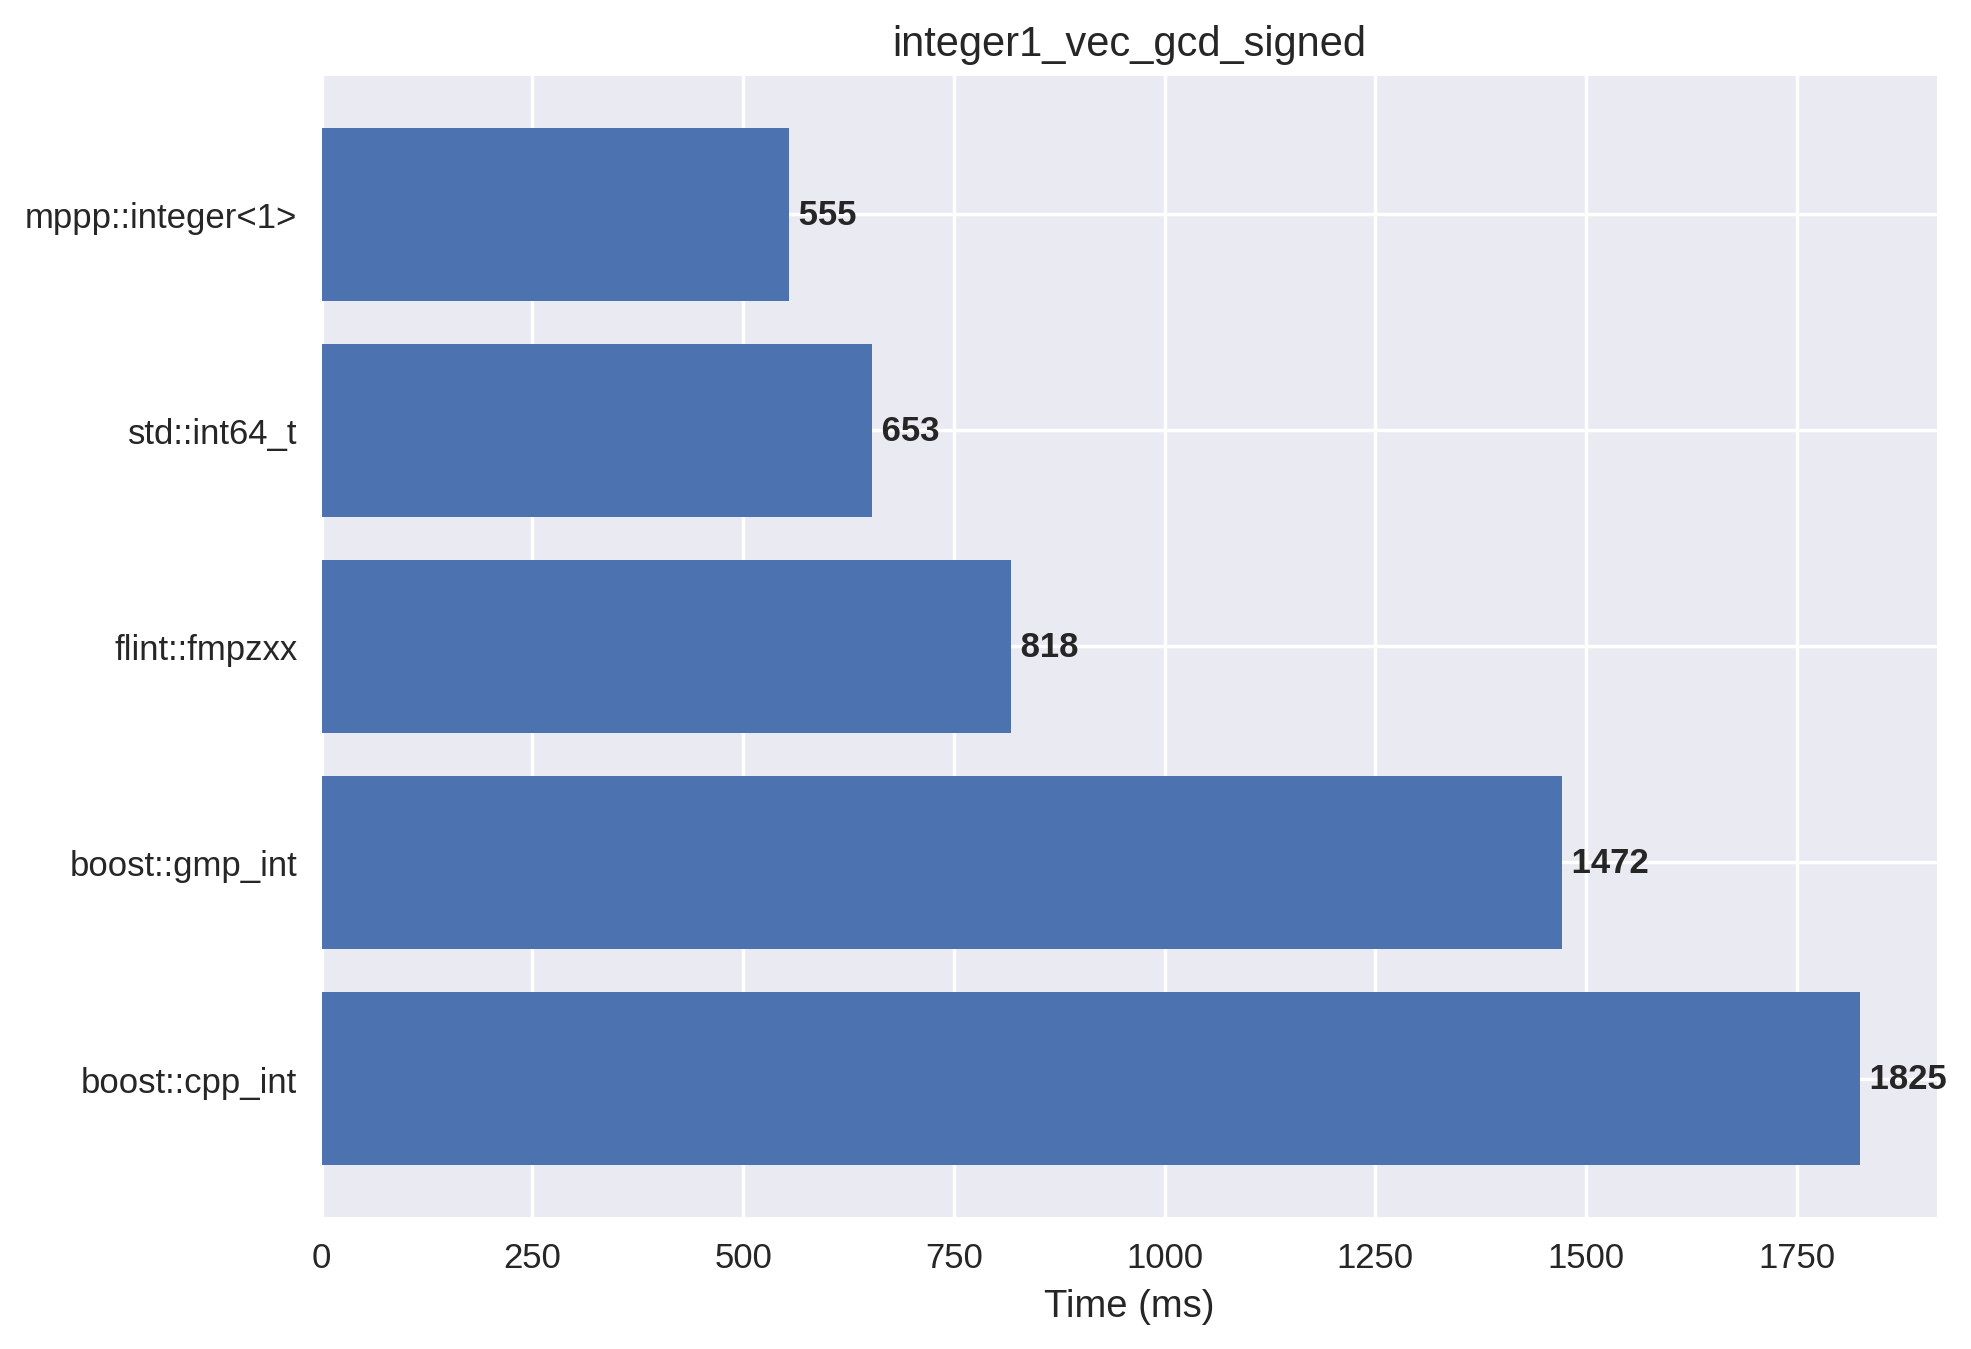 integer1_vec_gcd_signed
mppp::integer<1>
555
std::int64_t
653
flint::fmpzxx
818
boost::gmp_int
1472
boost::cpp_int
1825
0 250 500 750 1000 1250 1500 1750
Time (ms)